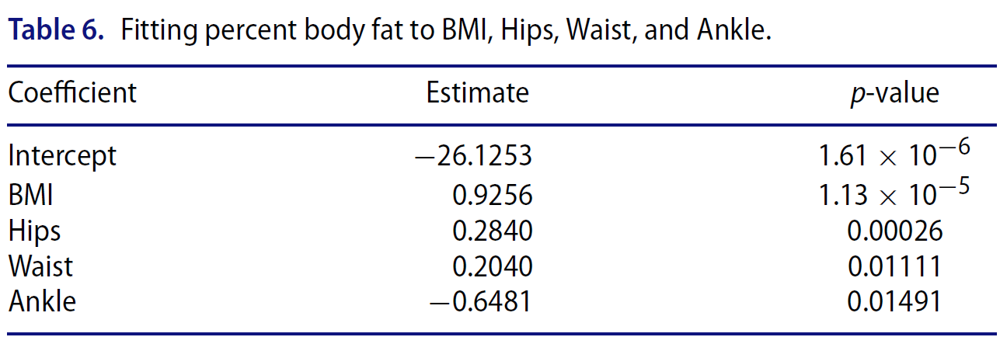 Table 6. Fitting percent body fat to BMI, Hips, Waist, and Ankle.
Coefficient Estimate p-value
Intercept −26.1253 1.61 × 10⁻⁶
BMI 0.9256 1.13 × 10⁻⁵
Hips 0.2840 0.00026
Waist 0.2040 0.01111
Ankle −0.6481 0.01491